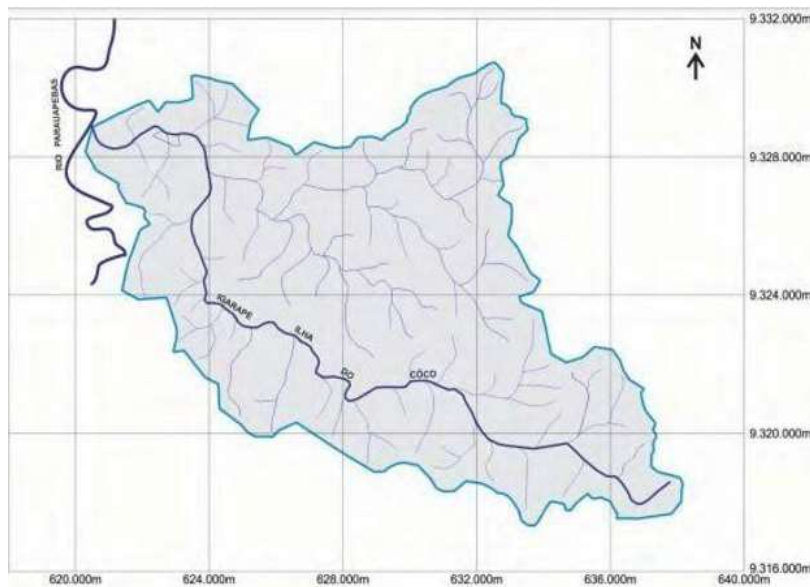 9.332.000m
N
RIO PARAUAPEBAS
9.328.000m
9.324.000m
IGARAPE
ILHA
DO
CÔCO
9.320.000m
9.316.000m
620.000m
624.000m
628.000m
632.000m
636.000m
640.000m